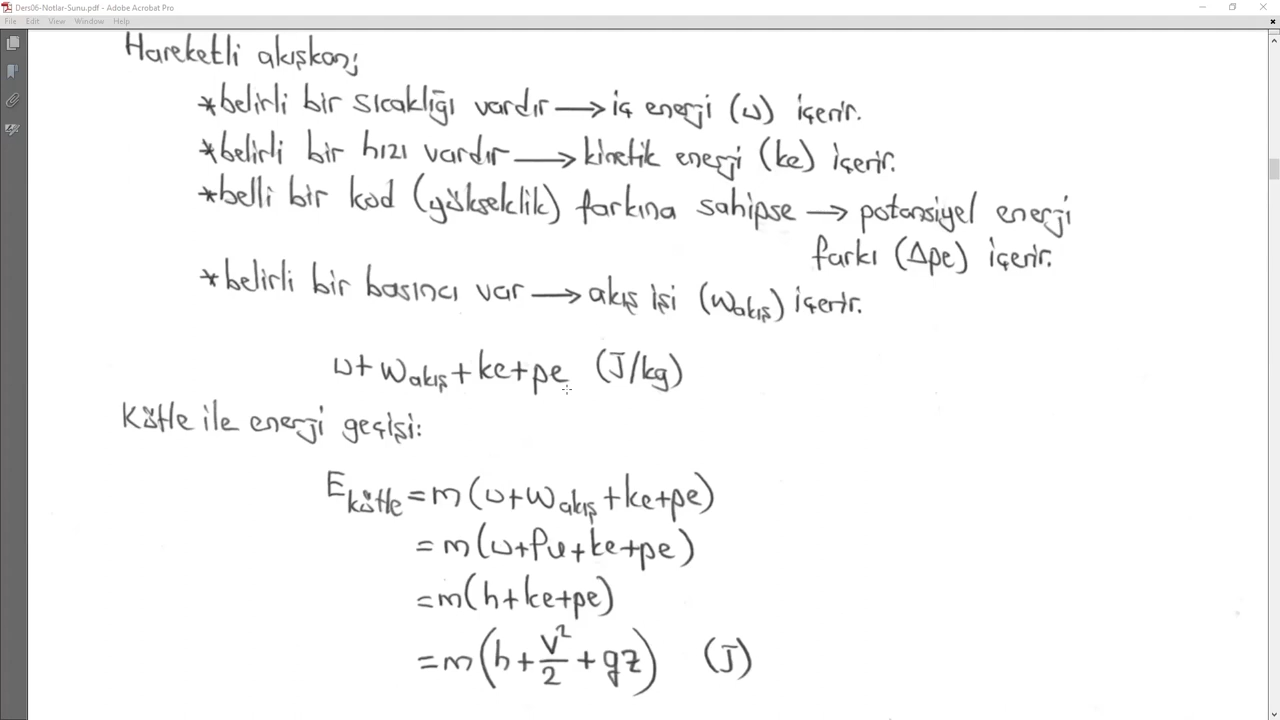 Ders06-Notlar-Sunu.pdf - Adobe Acrobat Pro
File Edit View Window Help
Hareketli akışkan;
*belirli bir sıcaklığı vardır → iç enerji (u) içerir.
*belirli bir hızı vardır → kinetik enerji (ke) içerir.
*belli bir kod (yükseklik) farkına sahipse → potansiyel enerji
farkı (Δpe) içerir.
*belirli bir basıncı var → akış işi (wakış) içerir.
u+wakış+ke+pe (J/kg)
Kütle ile enerji geçişi:
Ekütle=m(u+wakış+ke+pe)
=m(u+Pv+ke+pe)
=m(h+ke+pe)
=m(h+V²/2+gz) (J)